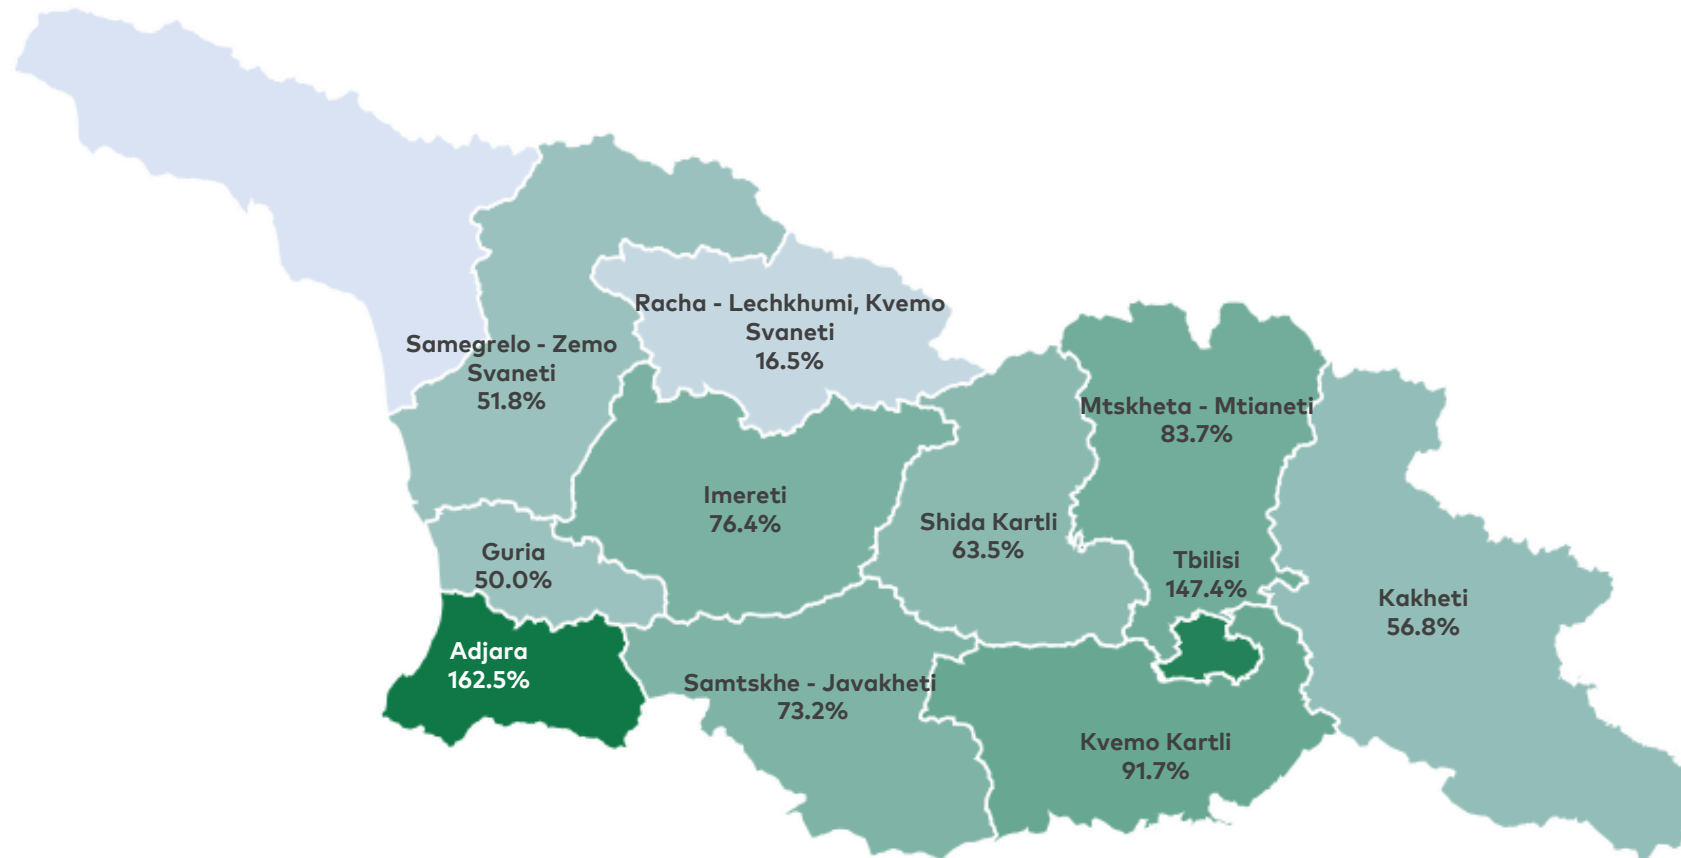 Racha - Lechkhumi, Kvemo
Svaneti
16.5%
Samegrelo - Zemo
Svaneti
51.8%
Mtskheta - Mtianeti
83.7%
Imereti
76.4%
Shida Kartli
63.5%
Guria
50.0%
Tbilisi
147.4%
Kakheti
56.8%
Adjara
162.5%
Samtskhe - Javakheti
73.2%
Kvemo Kartli
91.7%